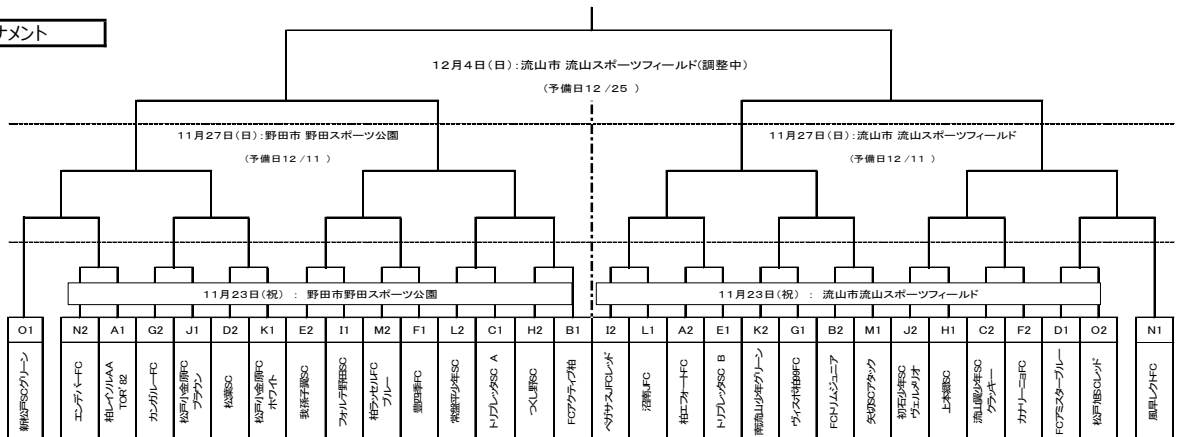 ナメント
12月4日(日):流山市 流山スポーツフィールド(調整中)
(予備日12/25 )
11月27日(日):野田市 野田スポーツ公園
(予備日12/11 )
11月27日(日):流山市 流山スポーツフィールド
(予備日12/11 )
11月23日(祝) : 野田市野田スポーツ公園
11月23日(祝) : 流山市流山スポーツフィールド
O1 N2 A1 G2 J1 D2 K1 E2 I1 M2 F1 L2 C1 H2 B1 I2 L1 A2 E1 K2 G1 B2 M1 J2 H1 C2 F2 D1 O2 N1
新松戸SCグリーン
エンデバーFC
柏レイソルAA
TOR'82
カンガルーFC
松戸小金原FC
ブラウン
松葉SC
松戸小金原FC
ホワイト
我孫子翼SC
フォルテ野田SC
柏ラッセルFC
ブルー
豊四季FC
常盤平少年SC
トリプレッタSC A
つくし野SC
FCアクティブ柏
ペガサスJFCレッド
沼南JFC
柏エフォートFC
トリプレッタSC B
南流山少年グリーン
ヴィスポ柏99FC
FCトリムジュニア
矢切SCアタック
初石少年SC
ヴェルメリオ
上本郷SC
流山隼少年SC
クラッキー
カナリーニョFC
FCアミスターブルー
松戸旭SCレッド
風早レクトFC